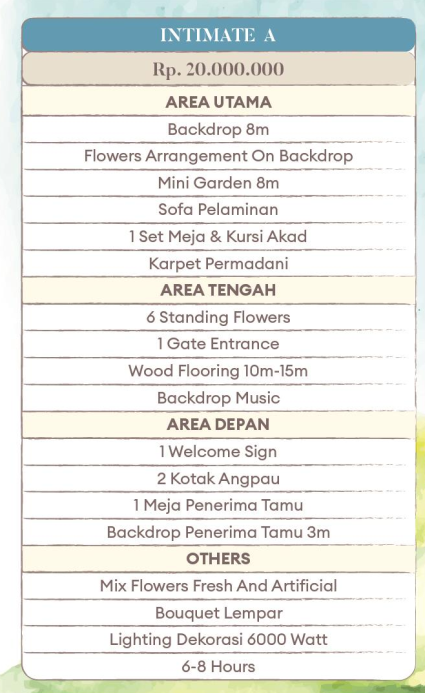 INTIMATE A
Rp. 20.000.000
AREA UTAMA
Backdrop 8m
Flowers Arrangement On Backdrop
Mini Garden 8m
Sofa Pelaminan
1 Set Meja & Kursi Akad
Karpet Permadani
AREA TENGAH
6 Standing Flowers
1 Gate Entrance
Wood Flooring 10m-15m
Backdrop Music
AREA DEPAN
1 Welcome Sign
2 Kotak Angpau
1 Meja Penerima Tamu
Backdrop Penerima Tamu 3m
OTHERS
Mix Flowers Fresh And Artificial
Bouquet Lempar
Lighting Dekorasi 6000 Watt
6-8 Hours